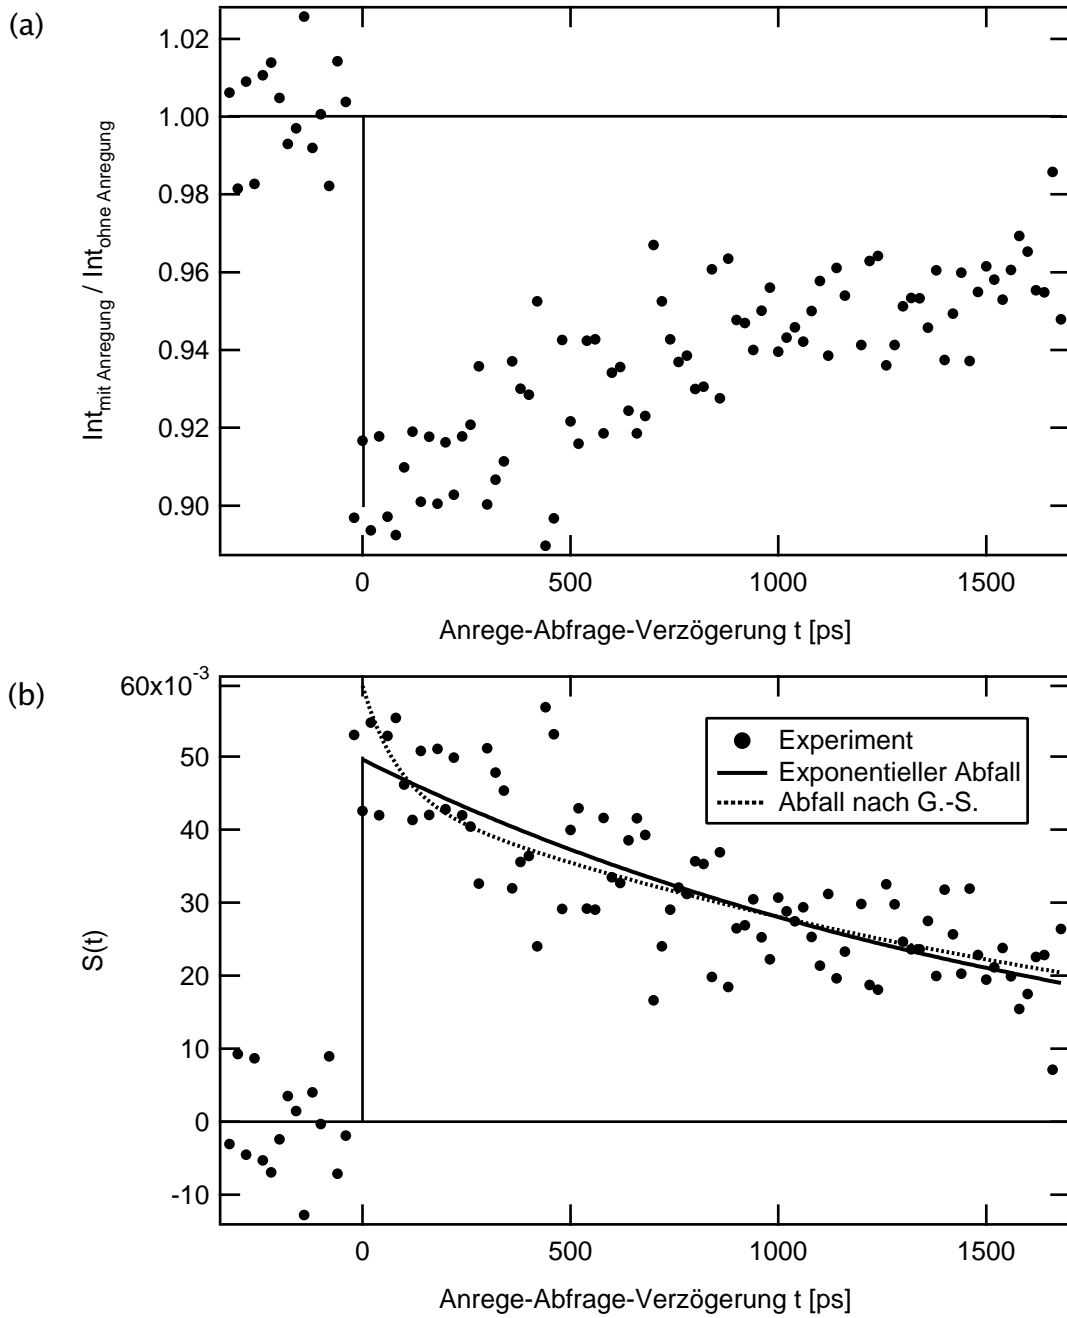 (a)
1.02
1.00
0.98
0.96
0.94
0.92
0.90
Int_mit Anregung / Int_ohne Anregung
0
500
1000
1500
Anrege-Abfrage-Verzögerung t [ps]
(b)
60x10^-3
50
40
30
20
10
0
-10
S(t)
Experiment
Exponentieller Abfall
Abfall nach G.-S.
0
500
1000
1500
Anrege-Abfrage-Verzögerung t [ps]